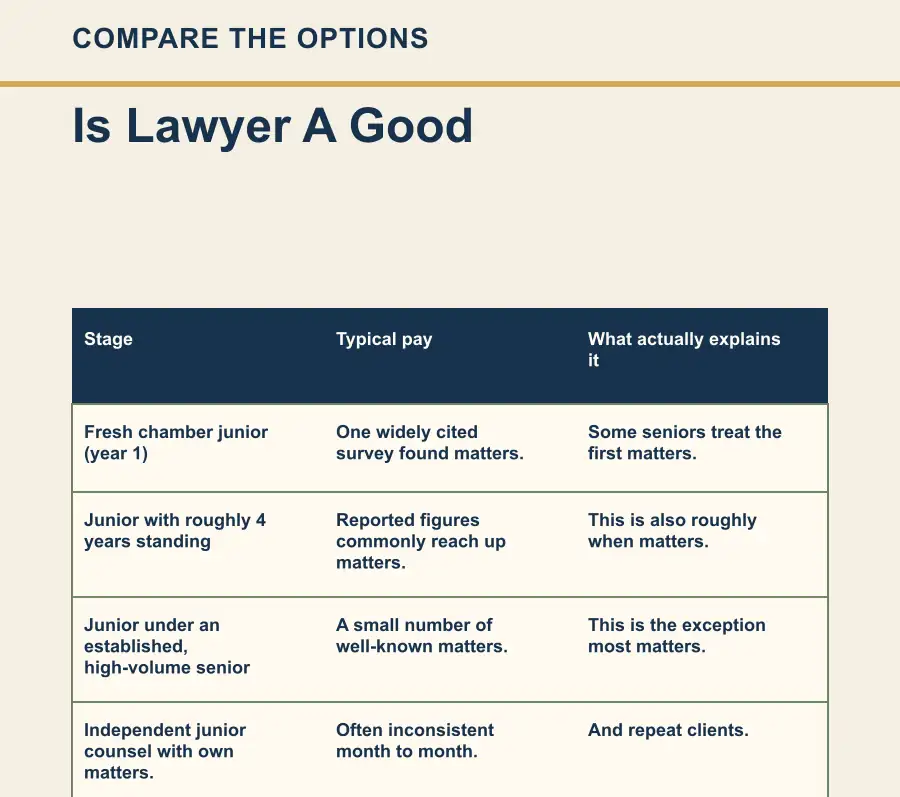 COMPARE THE OPTIONS
Is Lawyer A Good
Stage
Typical pay
What actually explains
it
Fresh chamber junior
(year 1)
One widely cited
survey found matters.
Some seniors treat the
first matters.
Junior with roughly 4
years standing
Reported figures
commonly reach up
matters.
This is also roughly
when matters.
Junior under an
established,
high-volume senior
A small number of
well-known matters.
This is the exception
most matters.
Independent junior
counsel with own
matters.
Often inconsistent
month to month.
And repeat clients.